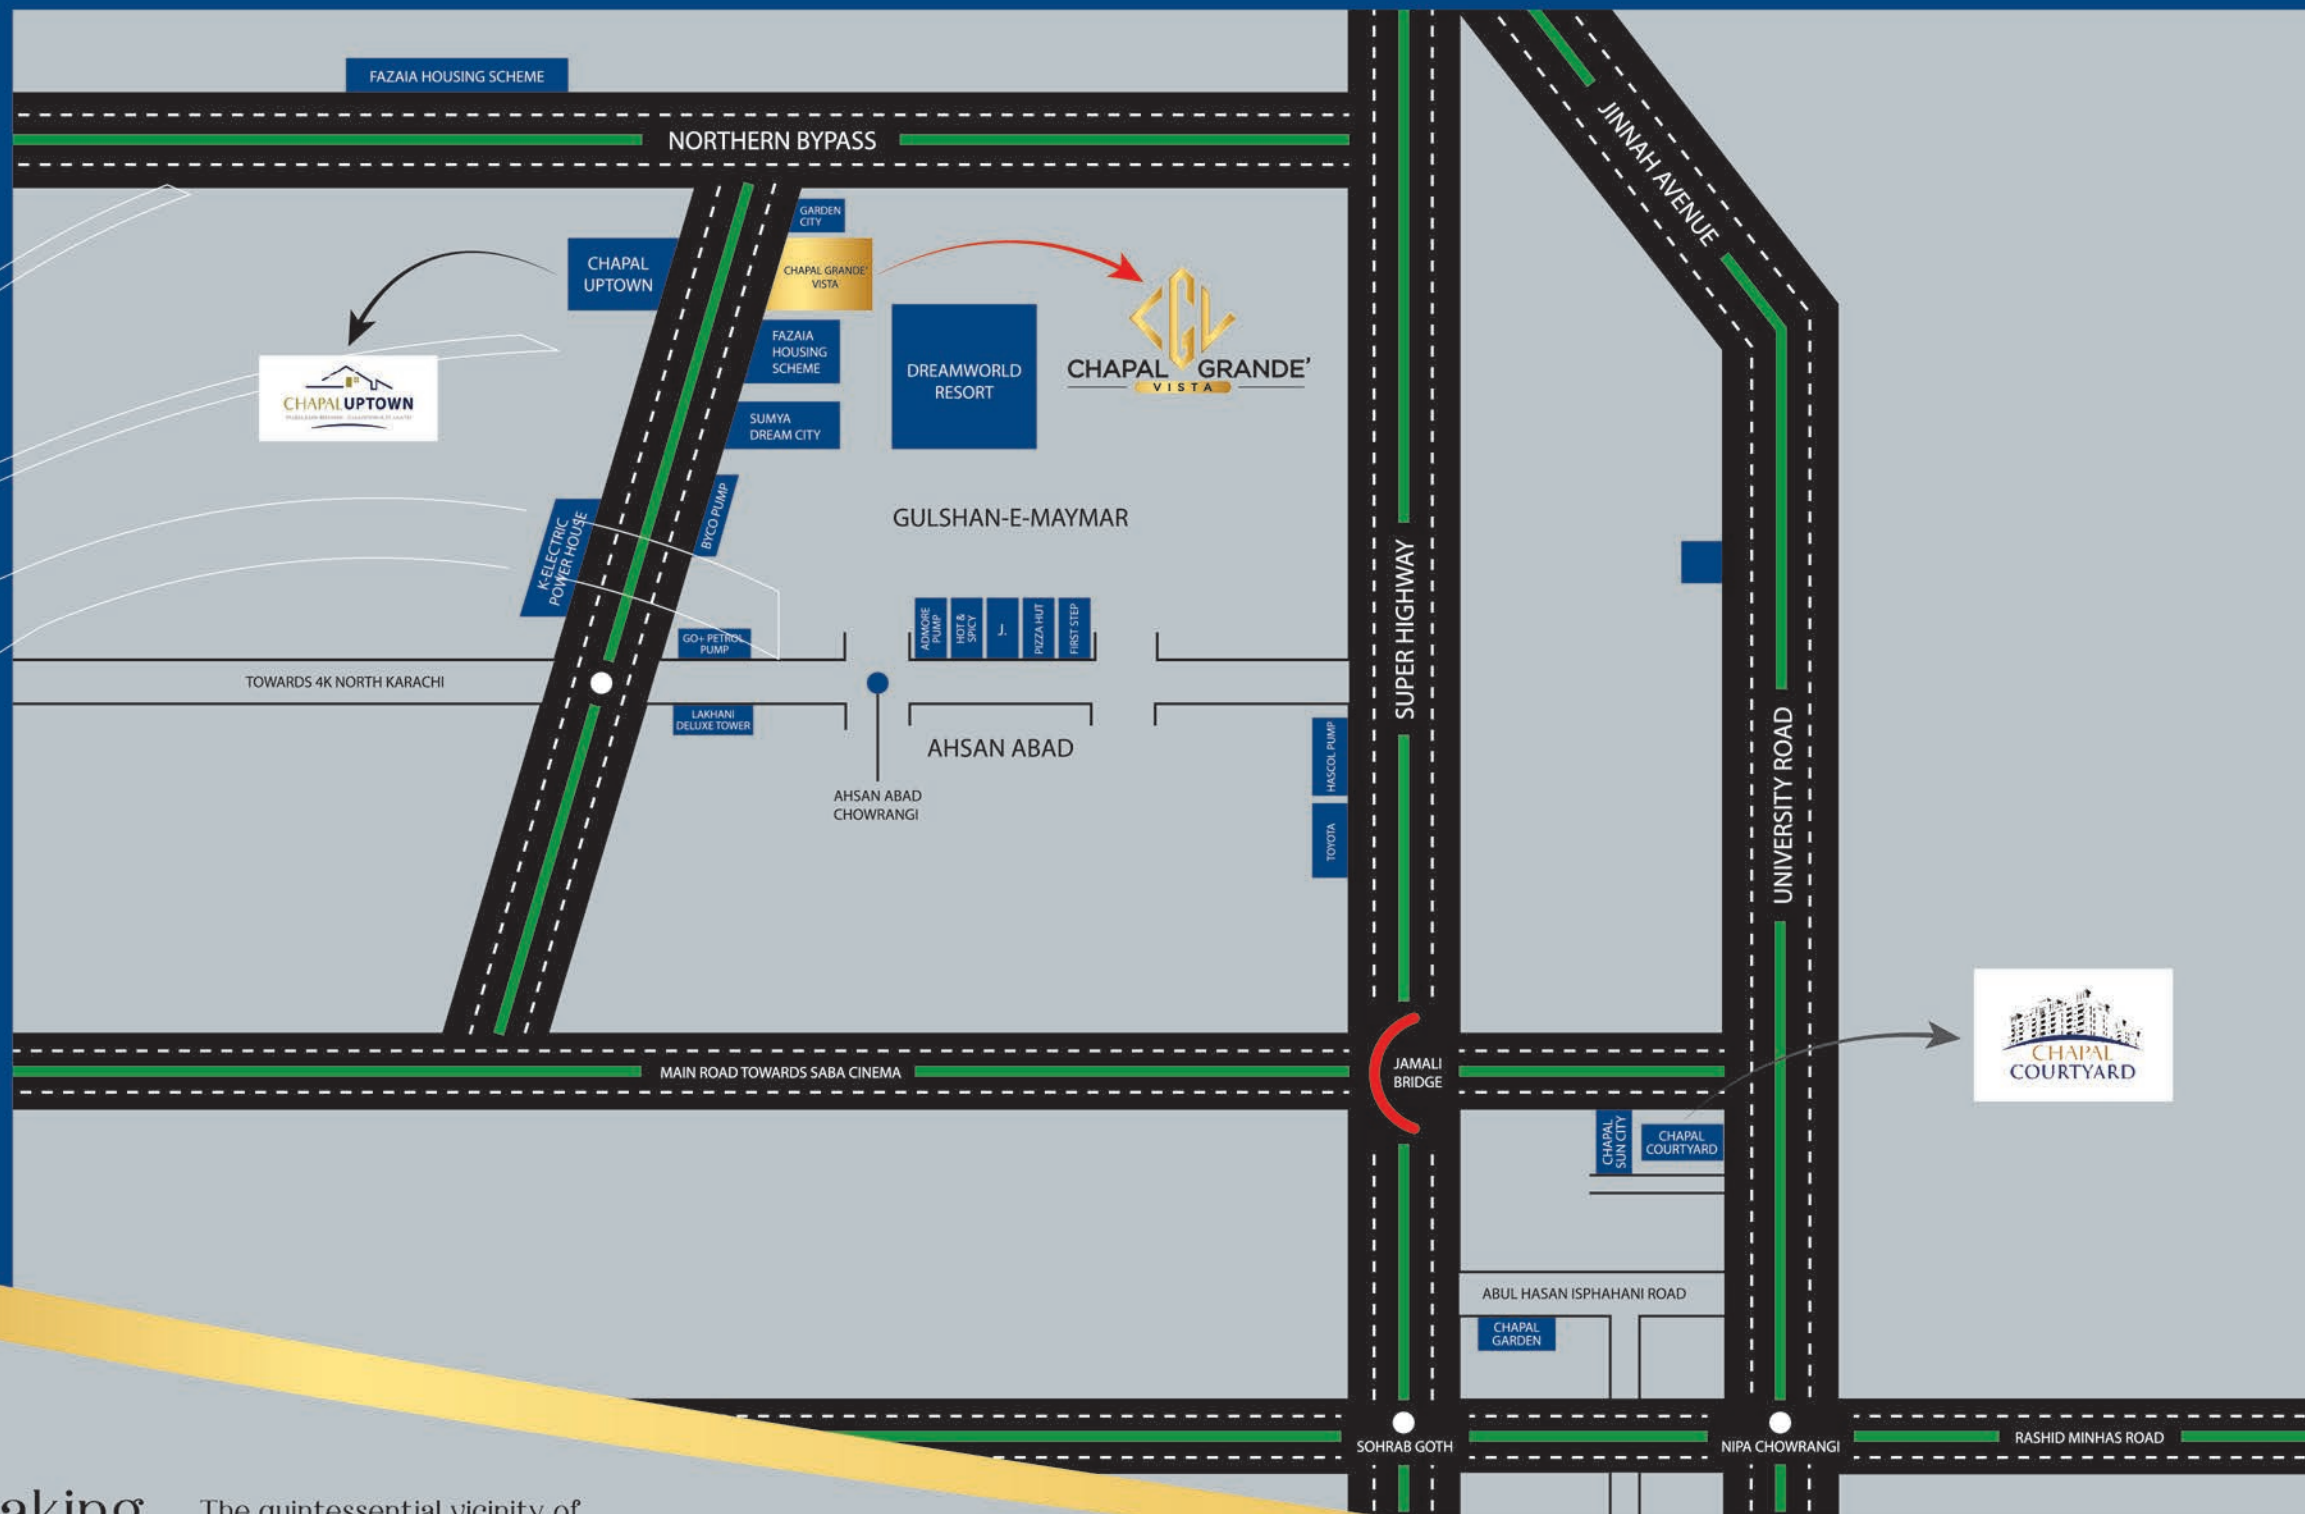 FAZAIA HOUSING SCHEME
NORTHERN BYPASS
JINNAH AVENUE
GARDEN
CITY
CHAPAL
UPTOWN
CHAPAL GRANDE'
VISTA
FAZAIA
HOUSING
SCHEME
DREAMWORLD
RESORT
CHAPAL GRANDE'
VISTA
CHAPALUPTOWN
SUMYA
DREAM CITY
BYCO PUMP
K-ELECTRIC
POWER HOUSE
GULSHAN-E-MAYMAR
SUPER HIGHWAY
GO+ PETROL
PUMP
ADMORE
PUMP
HOT &
SPICY
J.
PIZZA HUT
FIRST STEP
TOWARDS 4K NORTH KARACHI
LAKHANI
DELUXE TOWER
AHSAN ABAD
AHSAN ABAD
CHOWRANGI
HASCOL PUMP
TOYOTA
UNIVERSITY ROAD
CHAPAL
COURTYARD
MAIN ROAD TOWARDS SABA CINEMA
JAMALI
BRIDGE
CHAPAL
SUN CITY
CHAPAL
COURTYARD
ABUL HASAN ISPHAHANI ROAD
CHAPAL
GARDEN
SOHRAB GOTH
NIPA CHOWRANGI
RASHID MINHAS ROAD
aking
The quintessential vicinity of